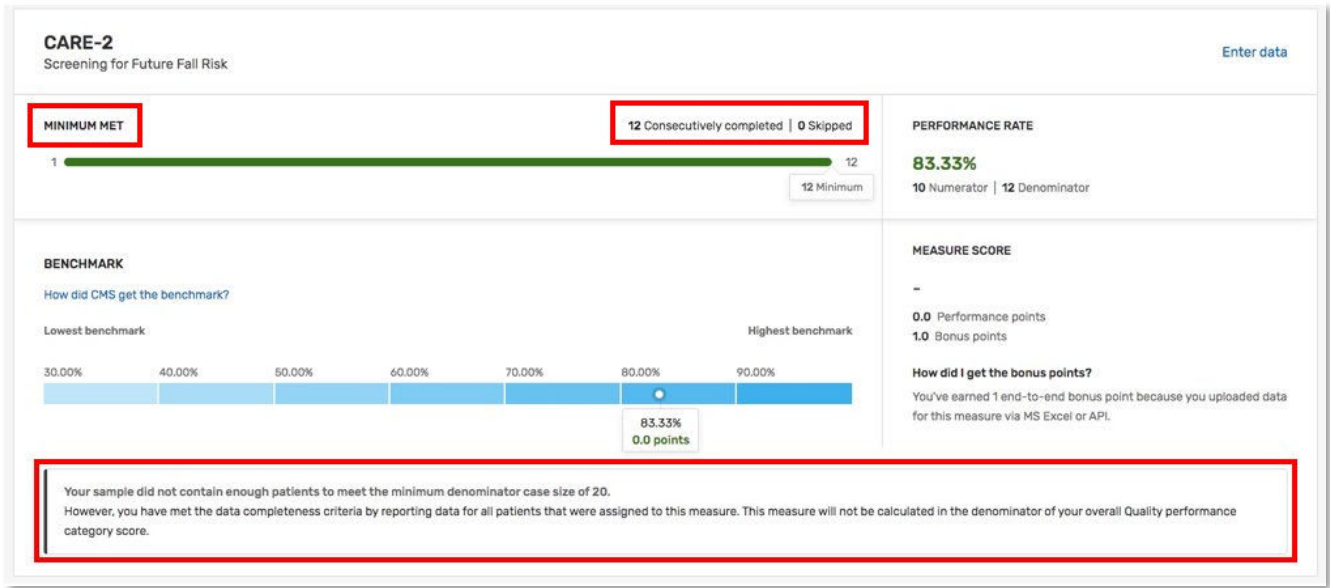 CARE-2
Screening for Future Fall Risk
Enter data
MINIMUM MET
12 Consecutively completed | 0 Skipped
1
12
12 Minimum
PERFORMANCE RATE
83.33%
10 Numerator | 12 Denominator
BENCHMARK
How did CMS get the benchmark?
Lowest benchmark
Highest benchmark
30.00% 40.00% 50.00% 60.00% 70.00% 80.00% 90.00%
83.33%
0.0 points
MEASURE SCORE
-
0.0 Performance points
1.0 Bonus points
How did I get the bonus points?
You've earned 1 end-to-end bonus point because you uploaded data
for this measure via MS Excel or API.
Your sample did not contain enough patients to meet the minimum denominator case size of 20.
However, you have met the data completeness criteria by reporting data for all patients that were assigned to this measure. This measure will not be calculated in the denominator of your overall Quality performance
category score.